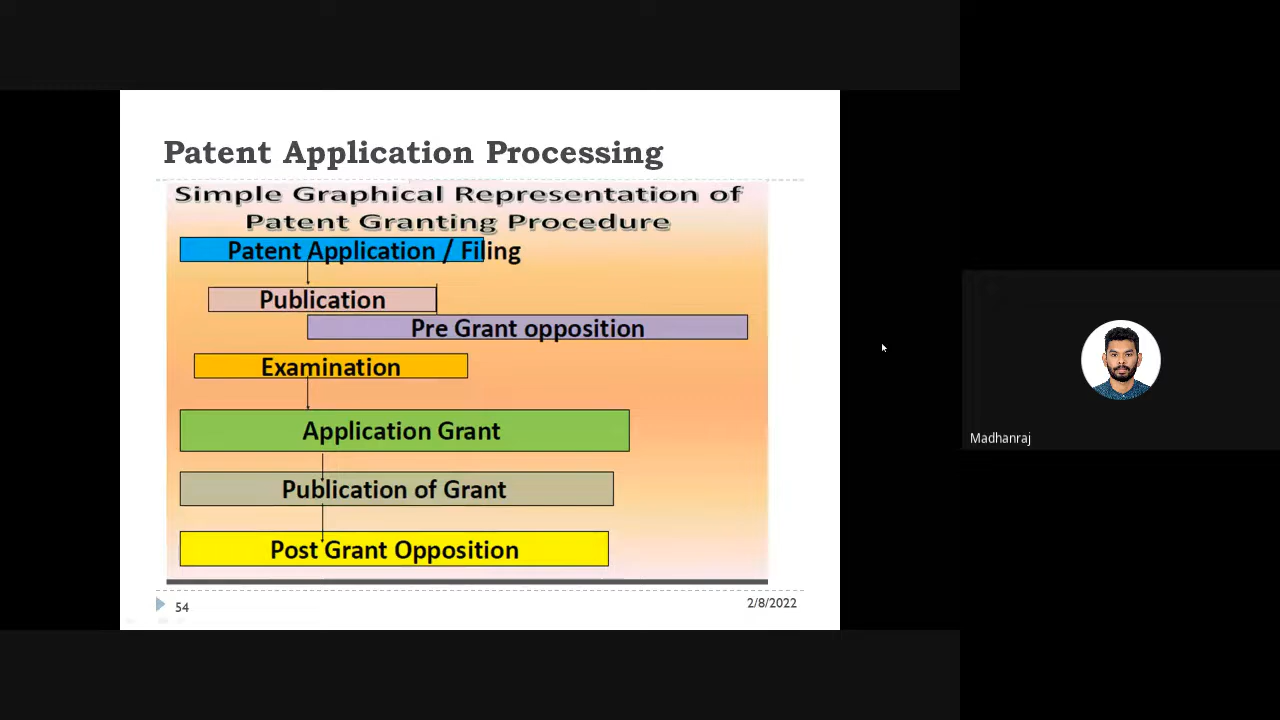 Patent Application Processing
Simple Graphical Representation of
Patent Granting Procedure
Patent Application / Filing
Publication
Pre Grant opposition
Examination
Application Grant
Publication of Grant
Post Grant Opposition
54
2/8/2022
Madhanraj